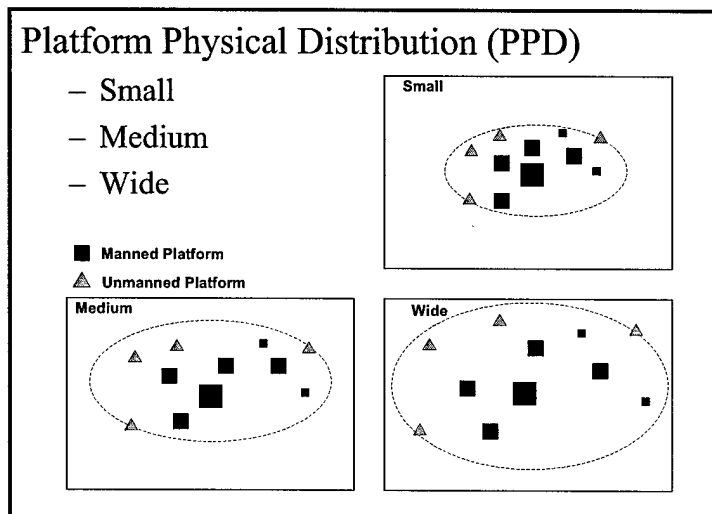 Platform Physical Distribution (PPD)
– Small
– Medium
– Wide
Small
Manned Platform
Unmanned Platform
Medium
Wide